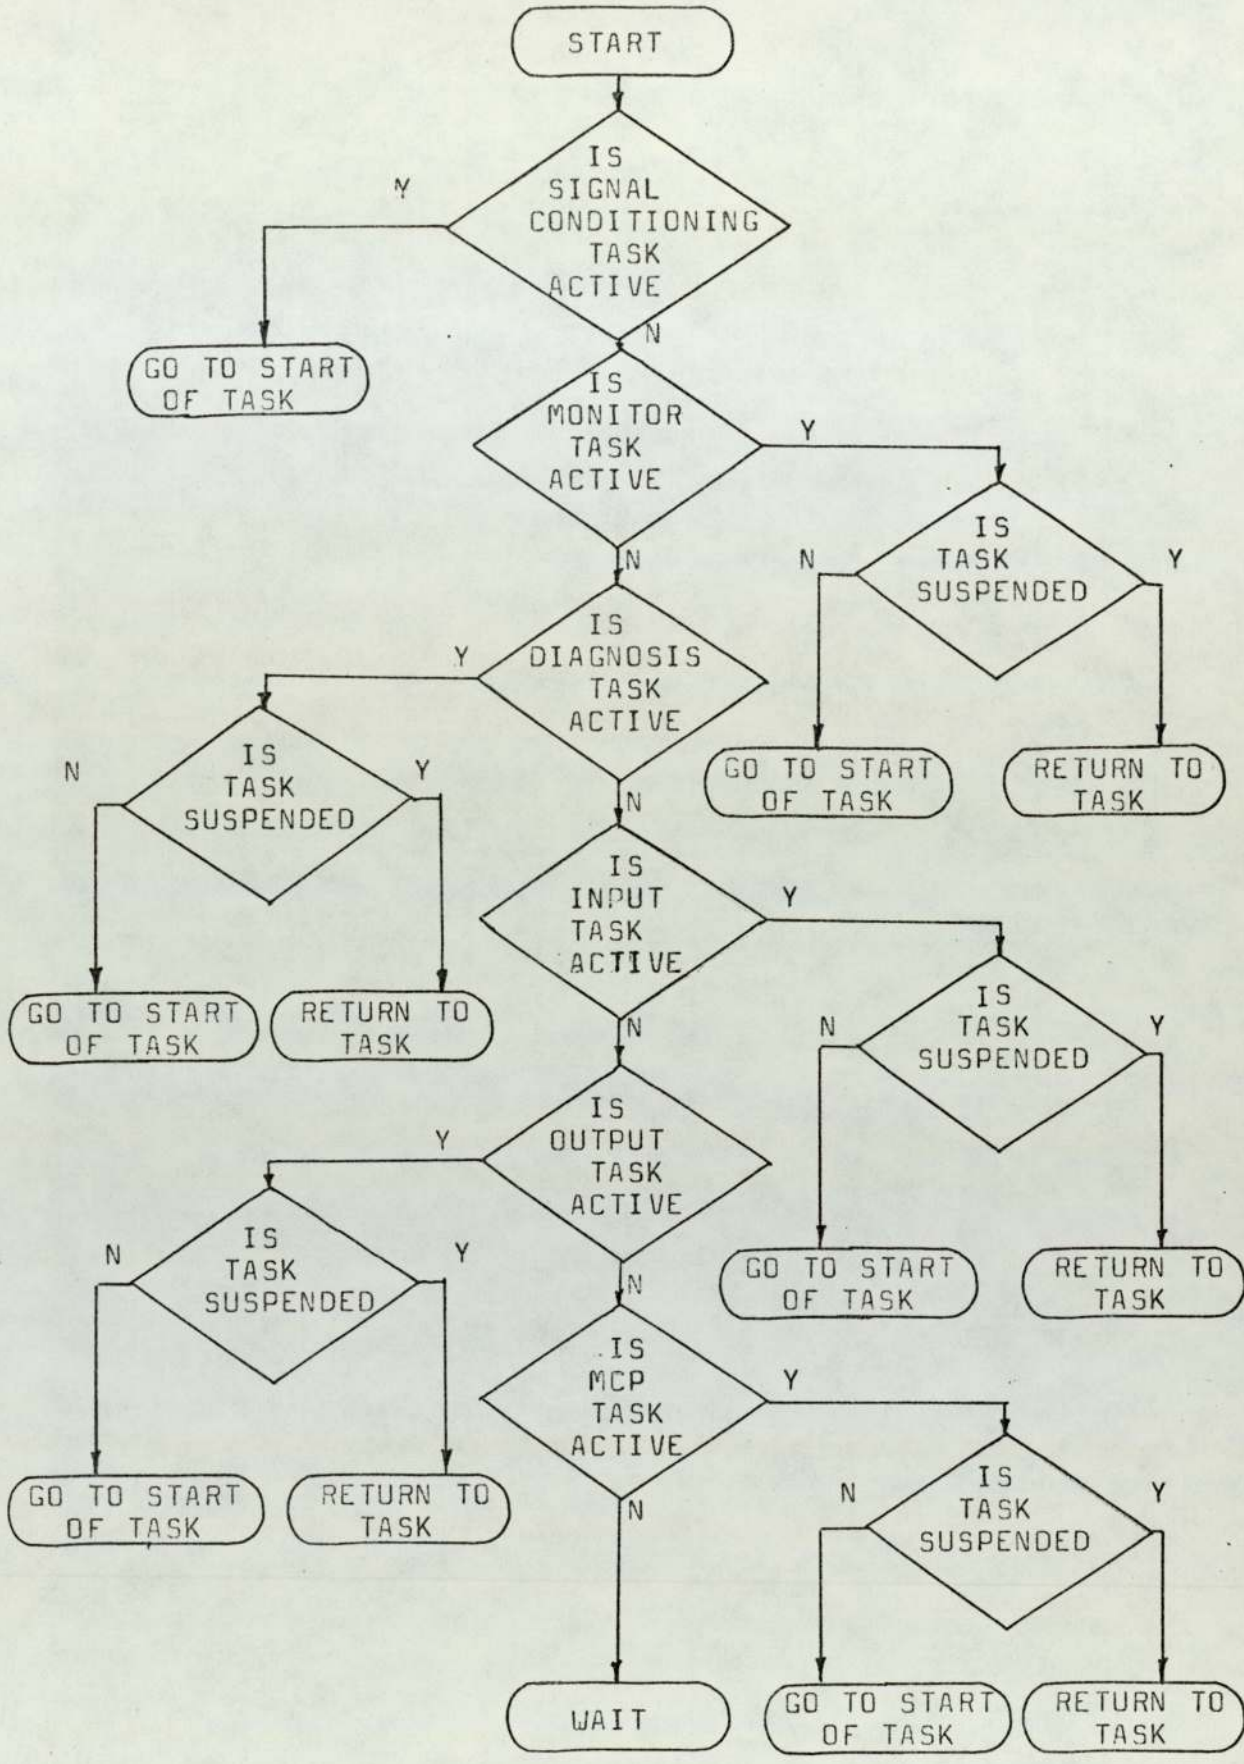 START
IS
SIGNAL
CONDITIONING
TASK
ACTIVE
Y
N
GO TO START
OF TASK
IS
MONITOR
TASK
ACTIVE
Y
N
IS
TASK
SUSPENDED
N
Y
GO TO START
OF TASK
RETURN TO
TASK
IS
DIAGNOSIS
TASK
ACTIVE
Y
N
IS
TASK
SUSPENDED
N
Y
GO TO START
OF TASK
RETURN TO
TASK
IS
INPUT
TASK
ACTIVE
Y
N
IS
TASK
SUSPENDED
N
Y
GO TO START
OF TASK
RETURN TO
TASK
IS
OUTPUT
TASK
ACTIVE
Y
N
IS
TASK
SUSPENDED
N
Y
GO TO START
OF TASK
RETURN TO
TASK
IS
MCP
TASK
ACTIVE
Y
N
IS
TASK
SUSPENDED
N
Y
GO TO START
OF TASK
RETURN TO
TASK
WAIT